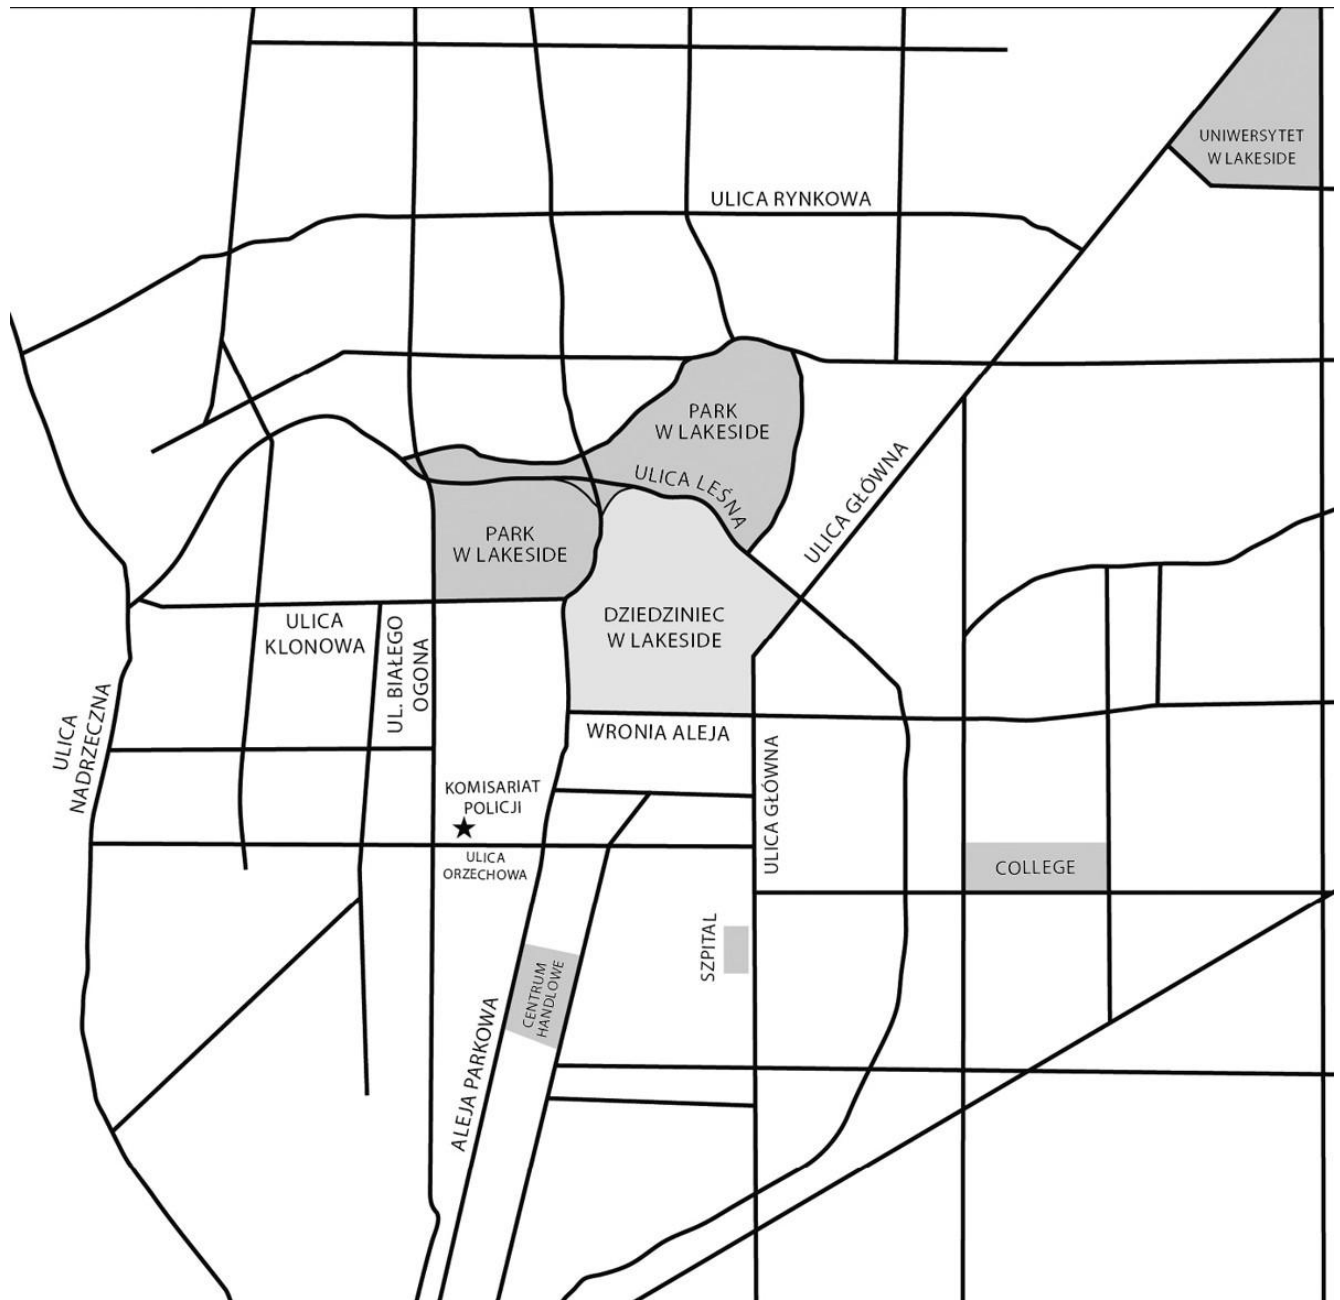 UNIWERSYTET
W LAKESIDE
ULICA RYNKOWA
PARK
W LAKESIDE
ULICA LEŚNA
ULICA GŁÓWNA
PARK
W LAKESIDE
DZIEDZINIEC
W LAKESIDE
ULICA
KLONOWA
UL. BIAŁEGO
OGONA
ULICA
NADRZECZNA
WRONIA ALEJA
ULICA GŁÓWNA
KOMISARIAT
POLICJI
ULICA
ORZECHOWA
COLLEGE
SZPITAL
CENTRUM
HANDLOWE
ALEJA PARKOWA